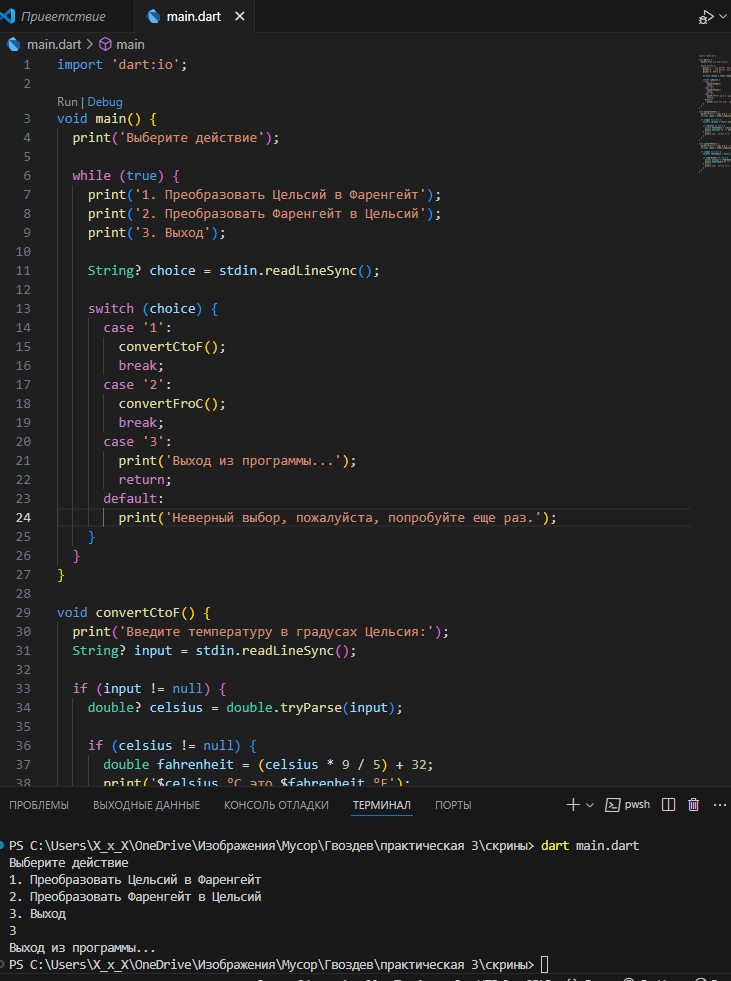 Приветствие
main.dart
main.dart > main
1 import 'dart:io';
2
Run | Debug
3 void main() {
4 print('Выберите действие');
5
6 while (true) {
7 print('1. Преобразовать Цельсий в Фаренгейт');
8 print('2. Преобразовать Фаренгейт в Цельсий');
9 print('3. Выход');
10
11 String? choice = stdin.readLineSync();
12
13 switch (choice) {
14 case '1':
15 convertCtoF();
16 break;
17 case '2':
18 convertFroC();
19 break;
20 case '3':
21 print('Выход из программы...');
22 return;
23 default:
24 print('Неверный выбор, пожалуйста, попробуйте еще раз.');
25 }
26 }
27 }
28
29 void convertCtoF() {
30 print('Введите температуру в градусах Цельсия:');
31 String? input = stdin.readLineSync();
32
33 if (input != null) {
34 double? celsius = double.tryParse(input);
35
36 if (celsius != null) {
37 double fahrenheit = (celsius * 9 / 5) + 32;
38 print('$celsius °C это $fahrenheit °F');
ПРОБЛЕМЫ ВЫХОДНЫЕ ДАННЫЕ КОНСОЛЬ ОТЛАДКИ ТЕРМИНАЛ ПОРТЫ pwsh
PS C:\Users\X_x_X\OneDrive\Изображения\Мусор\Гвоздев\практическая 3\скрины> dart main.dart
Выберите действие
1. Преобразовать Цельсий в Фаренгейт
2. Преобразовать Фаренгейт в Цельсий
3. Выход
3
Выход из программы...
PS C:\Users\X_x_X\OneDrive\Изображения\Мусор\Гвоздев\практическая 3\скрины>